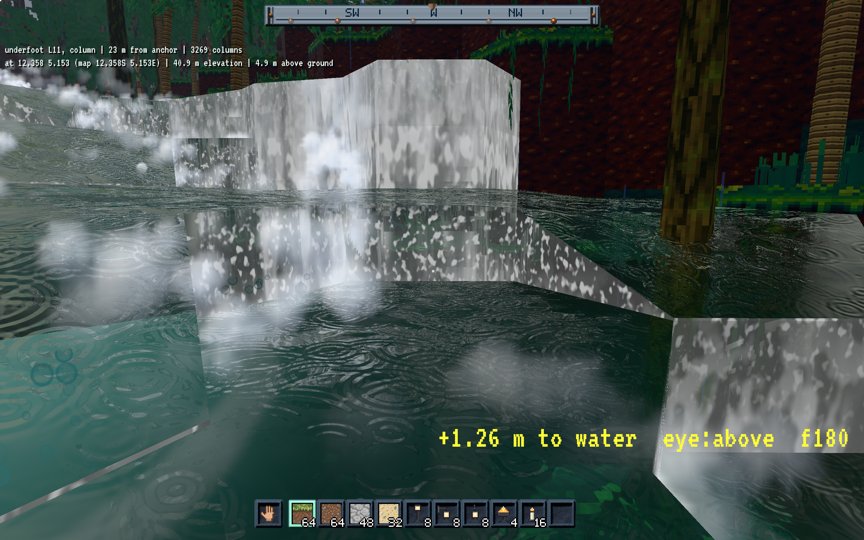 SW W NW
underfoot L11, column | 23 m from anchor | 3269 columns
at 12.358 5.153 (map 12.358S 5.153E) | 40.9 m elevation | 4.9 m above ground
+1.26 m to water eye:above f180
64 64 48 32 8 8 8 4 16